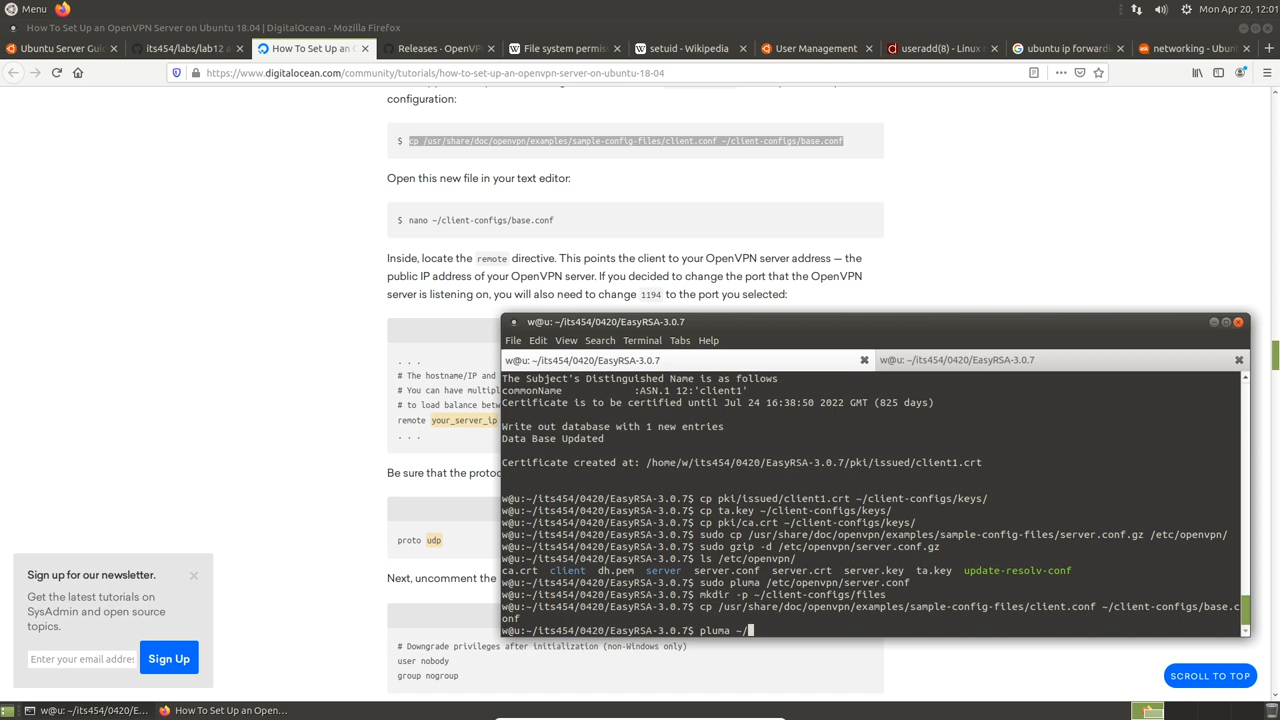 Menu
Mon Apr 20, 12:01
How To Set Up an OpenVPN Server on Ubuntu 18.04 | DigitalOcean - Mozilla Firefox
Ubuntu Server Gui
its454/labs/lab12
How To Set Up an O
Releases - OpenVP
File system permis
setuid - Wikipedia
User Management
useradd(8) - Linux
ubuntu ip forwardi
networking - Ubunt
https://www.digitalocean.com/community/tutorials/how-to-set-up-an-openvpn-server-on-ubuntu-18-04
configuration:
$ cp /usr/share/doc/openvpn/examples/sample-config-files/client.conf ~/client-configs/base.conf
Open this new file in your text editor:
$ nano ~/client-configs/base.conf
Inside, locate the remote directive. This points the client to your OpenVPN server address — the
public IP address of your OpenVPN server. If you decided to change the port that the OpenVPN
server is listening on, you will also need to change 1194 to the port you selected:
. . .
# The hostname/IP and
# You can have multipl
# to load balance betw
remote your_server_ip
. . .
Be sure that the protoc
proto udp
Next, uncomment the
# Downgrade privileges after initialization (non-Windows only)
user nobody
group nogroup
Sign up for our newsletter.
Get the latest tutorials on
SysAdmin and open source
topics.
Enter your email addres
Sign Up
SCROLL TO TOP
w@u: ~/its454/0420/EasyRSA-3.0.7
File Edit View Search Terminal Tabs Help
w@u: ~/its454/0420/EasyRSA-3.0.7
w@u: ~/its454/0420/EasyRSA-3.0.7
The Subject's Distinguished Name is as follows
commonName :ASN.1 12:'client1'
Certificate is to be certified until Jul 24 16:38:50 2022 GMT (825 days)
Write out database with 1 new entries
Data Base Updated
Certificate created at: /home/w/its454/0420/EasyRSA-3.0.7/pki/issued/client1.crt
w@u:~/its454/0420/EasyRSA-3.0.7$ cp pki/issued/client1.crt ~/client-configs/keys/
w@u:~/its454/0420/EasyRSA-3.0.7$ cp ta.key ~/client-configs/keys/
w@u:~/its454/0420/EasyRSA-3.0.7$ cp pki/ca.crt ~/client-configs/keys/
w@u:~/its454/0420/EasyRSA-3.0.7$ sudo cp /usr/share/doc/openvpn/examples/sample-config-files/server.conf.gz /etc/openvpn/
w@u:~/its454/0420/EasyRSA-3.0.7$ sudo gzip -d /etc/openvpn/server.conf.gz
w@u:~/its454/0420/EasyRSA-3.0.7$ ls /etc/openvpn/
ca.crt client dh.pem server server.conf server.crt server.key ta.key update-resolv-conf
w@u:~/its454/0420/EasyRSA-3.0.7$ sudo pluma /etc/openvpn/server.conf
w@u:~/its454/0420/EasyRSA-3.0.7$ mkdir -p ~/client-configs/files
w@u:~/its454/0420/EasyRSA-3.0.7$ cp /usr/share/doc/openvpn/examples/sample-config-files/client.conf ~/client-configs/base.c
onf
w@u:~/its454/0420/EasyRSA-3.0.7$ pluma ~/
w@u: ~/its454/0420/E...
How To Set Up an Open...